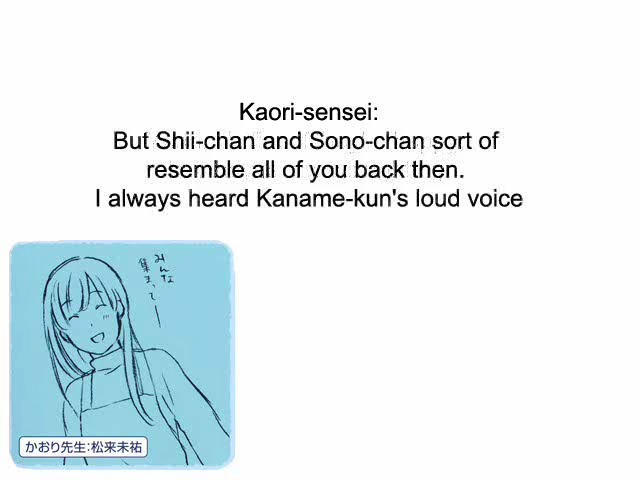 Kaori-sensei:
But Shii-chan and Sono-chan sort of
resemble all of you back then.
I always heard Kaname-kun's loud voice
みんな
集まってー
かおり先生:松来未祐